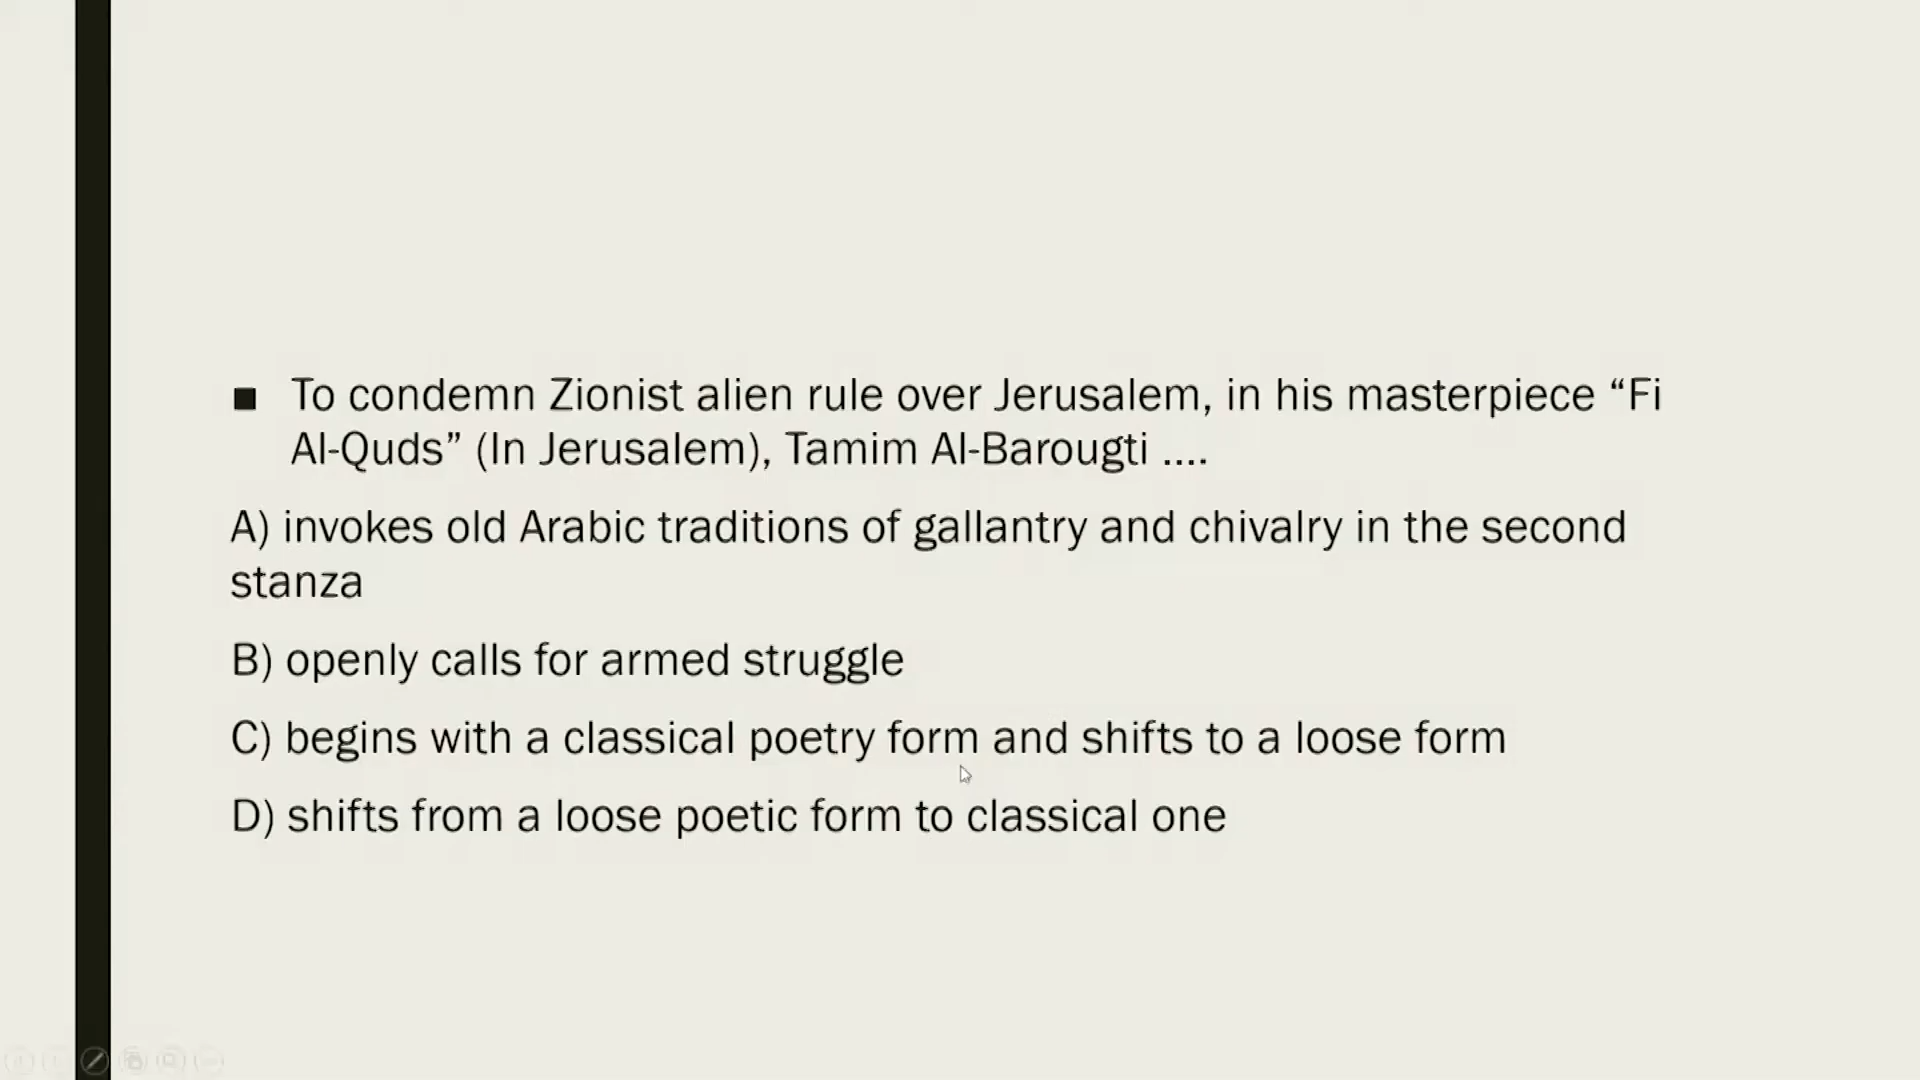 To condemn Zionist alien rule over Jerusalem, in his masterpiece “Fi
Al-Quds” (In Jerusalem), Tamim Al-Barougti ....
A) invokes old Arabic traditions of gallantry and chivalry in the second
stanza
B) openly calls for armed struggle
C) begins with a classical poetry form and shifts to a loose form
D) shifts from a loose poetic form to classical one